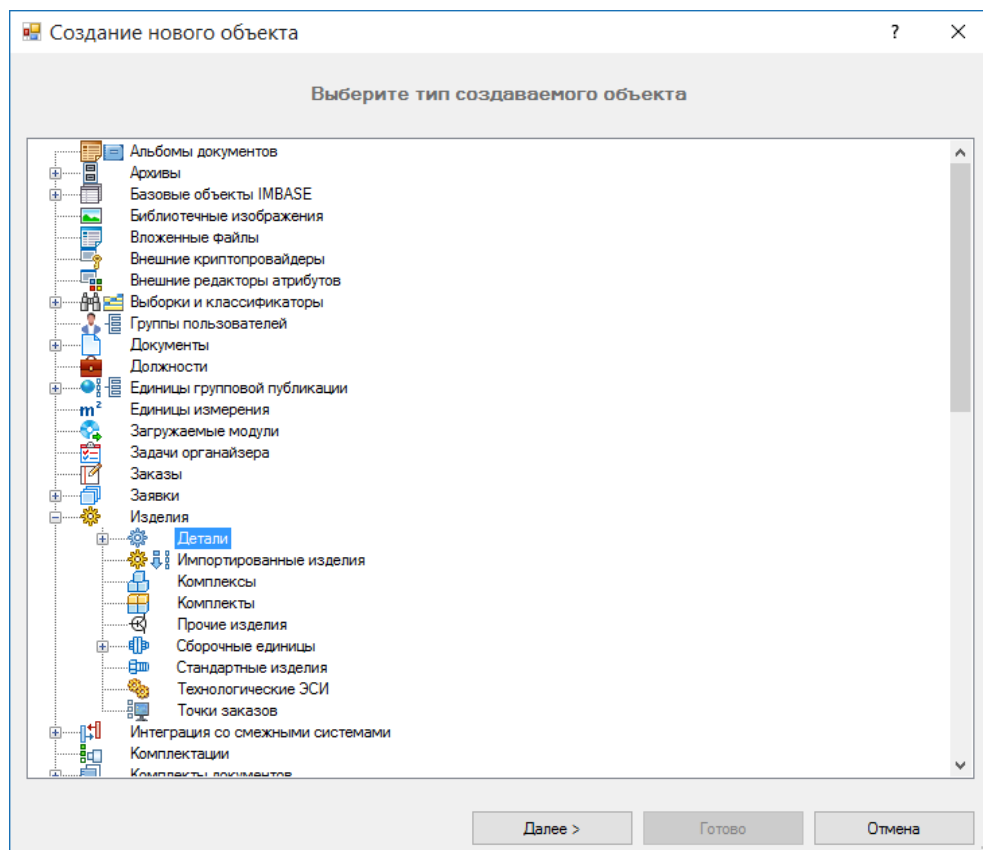 Создание нового объекта ?
Выберите тип создаваемого объекта
Альбомы документов
Архивы
Базовые объекты IMBASE
Библиотечные изображения
Вложенные файлы
Внешние криптопровайдеры
Внешние редакторы атрибутов
Выборки и классификаторы
Группы пользователей
Документы
Должности
Единицы групповой публикации
m² Единицы измерения
Загружаемые модули
Задачи органайзера
Заказы
Заявки
Изделия
Детали
Импортированные изделия
Комплексы
Комплекты
Прочие изделия
Сборочные единицы
Стандартные изделия
Технологические ЭСИ
Точки заказов
Интеграция со смежными системами
Комплектации
Комплекты документов
Далее > Готово Отмена